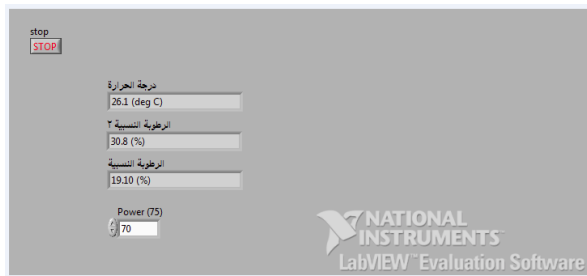 stop
STOP
درجة الحرارة
26.1 (deg C)
الرطوبة النسبية ٢
30.8 (%)
الرطوبة النسبية
19.10 (%)
Power (75)
70
NATIONAL
INSTRUMENTS
LabVIEW™ Evaluation Software